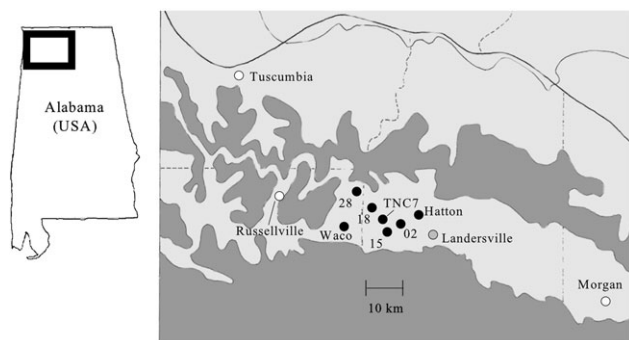 Alabama
(USA)
Tuscumbia
28
18
TNC7
Hatton
Russellville
Waco
15
02
Landersville
Morgan
10 km